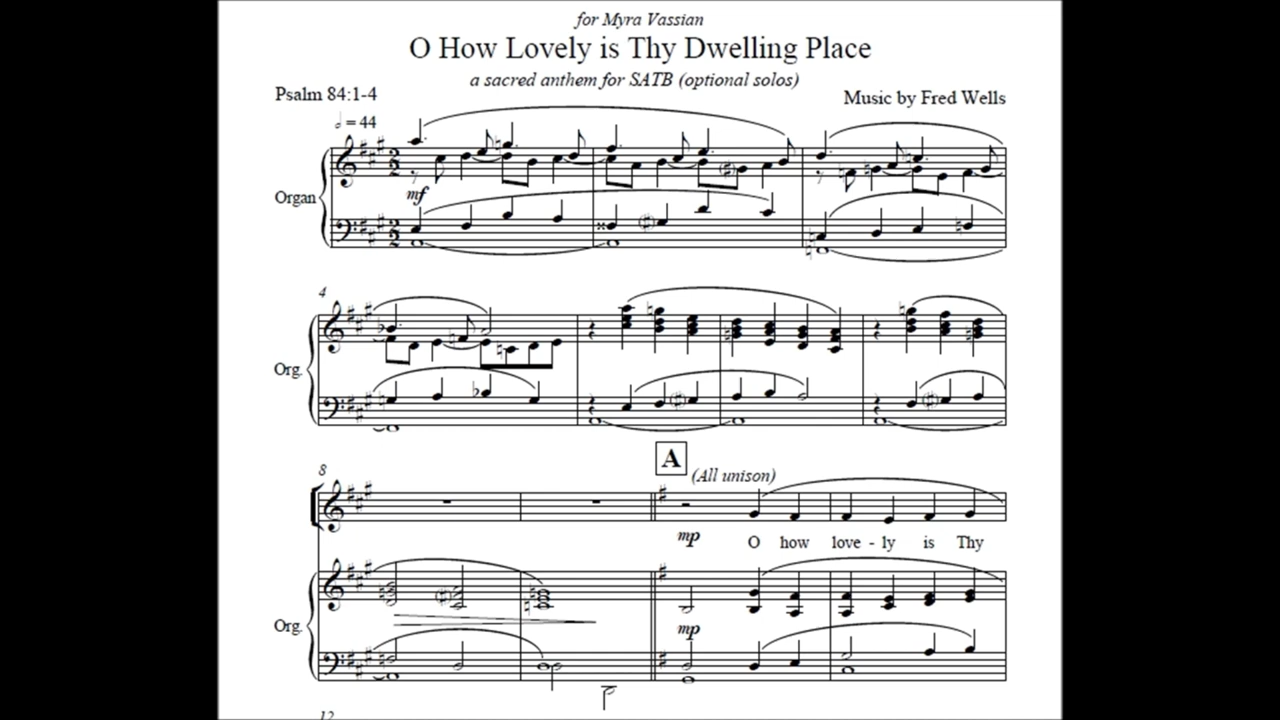 for Myra Vassian
O How Lovely is Thy Dwelling Place
a sacred anthem for SATB (optional solos)
Psalm 84:1-4
Music by Fred Wells
= 44
Organ
mf
4
Org.
8
A
(All unison)
mp
O how love - ly is Thy
Org.
mp
12